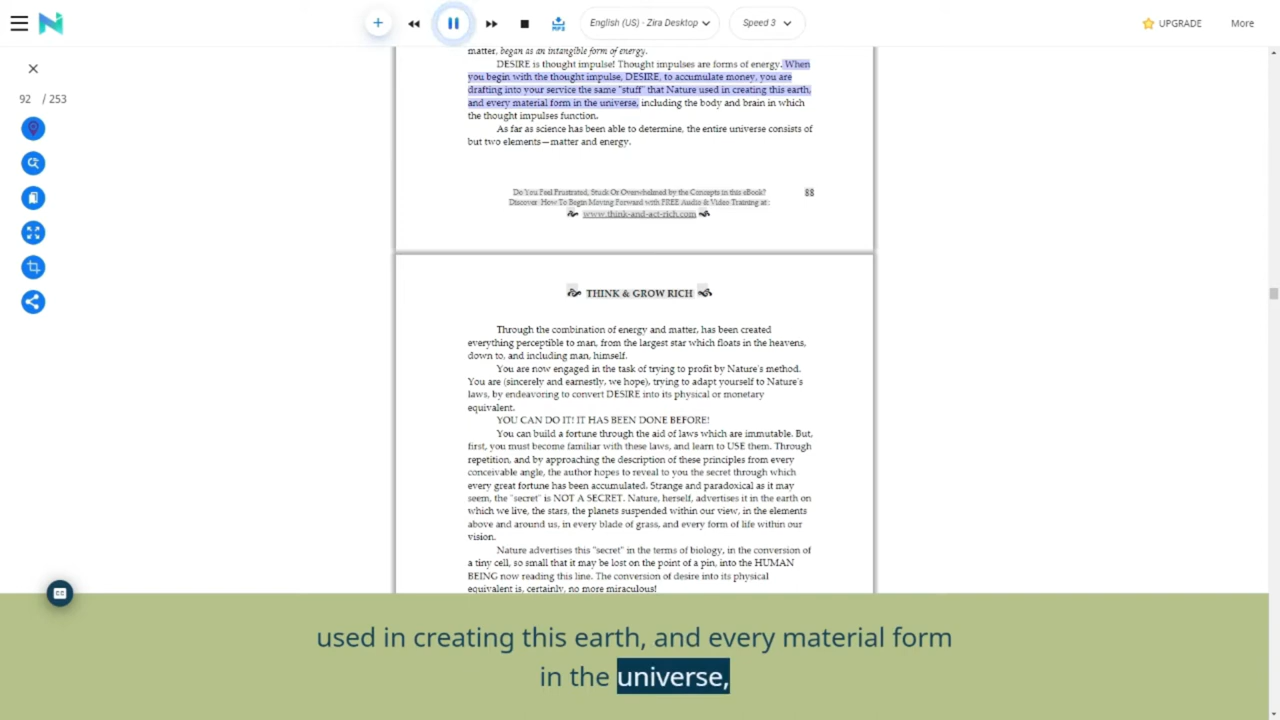 English (US) - Zira Desktop
Speed 3
UPGRADE
More
92 / 253
matter, began as an intangible form of energy.
DESIRE is thought impulse! Thought impulses are forms of energy. When
you begin with the thought impulse, DESIRE, to accumulate money, you are
drafting into your service the same "stuff" that Nature used in creating this earth,
and every material form in the universe, including the body and brain in which
the thought impulses function.
As far as science has been able to determine, the entire universe consists of
but two elements—matter and energy.
Do You Feel Frustrated, Stuck Or Overwhelmed by the Concepts in this eBook?
88
Discover How To Begin Moving Forward with FREE Audio & Video Training at:
www.think-and-act-rich.com
THINK & GROW RICH
Through the combination of energy and matter, has been created
everything perceptible to man, from the largest star which floats in the heavens,
down to, and including man, himself.
You are now engaged in the task of trying to profit by Nature's method.
You are (sincerely and earnestly, we hope), trying to adapt yourself to Nature's
laws, by endeavoring to convert DESIRE into its physical or monetary
equivalent.
YOU CAN DO IT! IT HAS BEEN DONE BEFORE!
You can build a fortune through the aid of laws which are immutable. But,
first, you must become familiar with these laws, and learn to USE them. Through
repetition, and by approaching the description of these principles from every
conceivable angle, the author hopes to reveal to you the secret through which
every great fortune has been accumulated. Strange and paradoxical as it may
seem, the "secret" is NOT A SECRET. Nature, herself, advertises it in the earth on
which we live, the stars, the planets suspended within our view, in the elements
above and around us, in every blade of grass, and every form of life within our
vision.
Nature advertises this "secret" in the terms of biology, in the conversion of
a tiny cell, so small that it may be lost on the point of a pin, into the HUMAN
BEING now reading this line. The conversion of desire into its physical
equivalent is, certainly, no more miraculous!
CC
used in creating this earth, and every material form
in the universe,